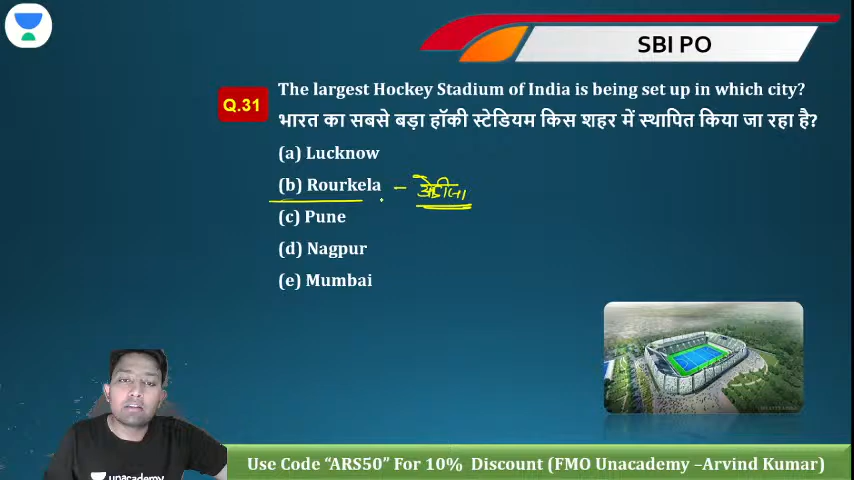 SBI PO
Q.31
The largest Hockey Stadium of India is being set up in which city?
भारत का सबसे बड़ा हॉकी स्टेडियम किस शहर में स्थापित किया जा रहा है?
(a) Lucknow
(b) Rourkela –
(c) Pune
(d) Nagpur
(e) Mumbai
unacademy
Use Code “ARS50” For 10% Discount (FMO Unacademy –Arvind Kumar)